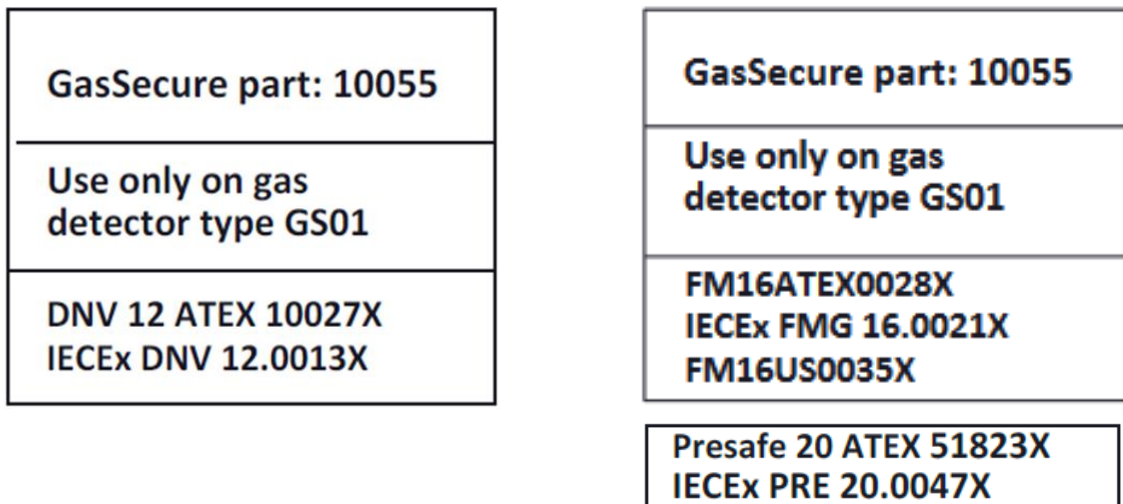 GasSecure part: 10055
Use only on gas
detector type GS01
DNV 12 ATEX 10027X
IECEx DNV 12.0013X
GasSecure part: 10055
Use only on gas
detector type GS01
FM16ATEX0028X
IECEx FMG 16.0021X
FM16US0035X
Presafe 20 ATEX 51823X
IECEx PRE 20.0047X